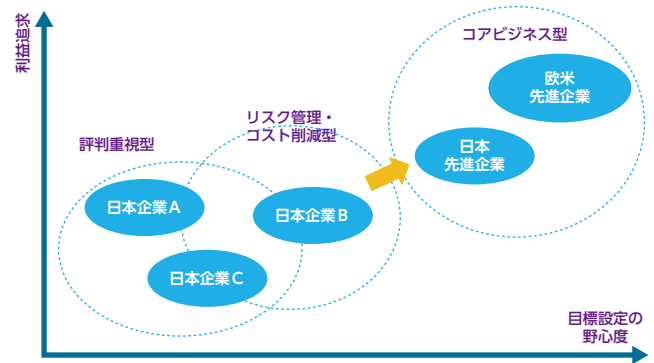 利益追求
コアビジネス型
欧米
先進企業
リスク管理・
コスト削減型
日本
先進企業
評判重視型
日本企業A
日本企業B
日本企業C
目標設定の
野心度